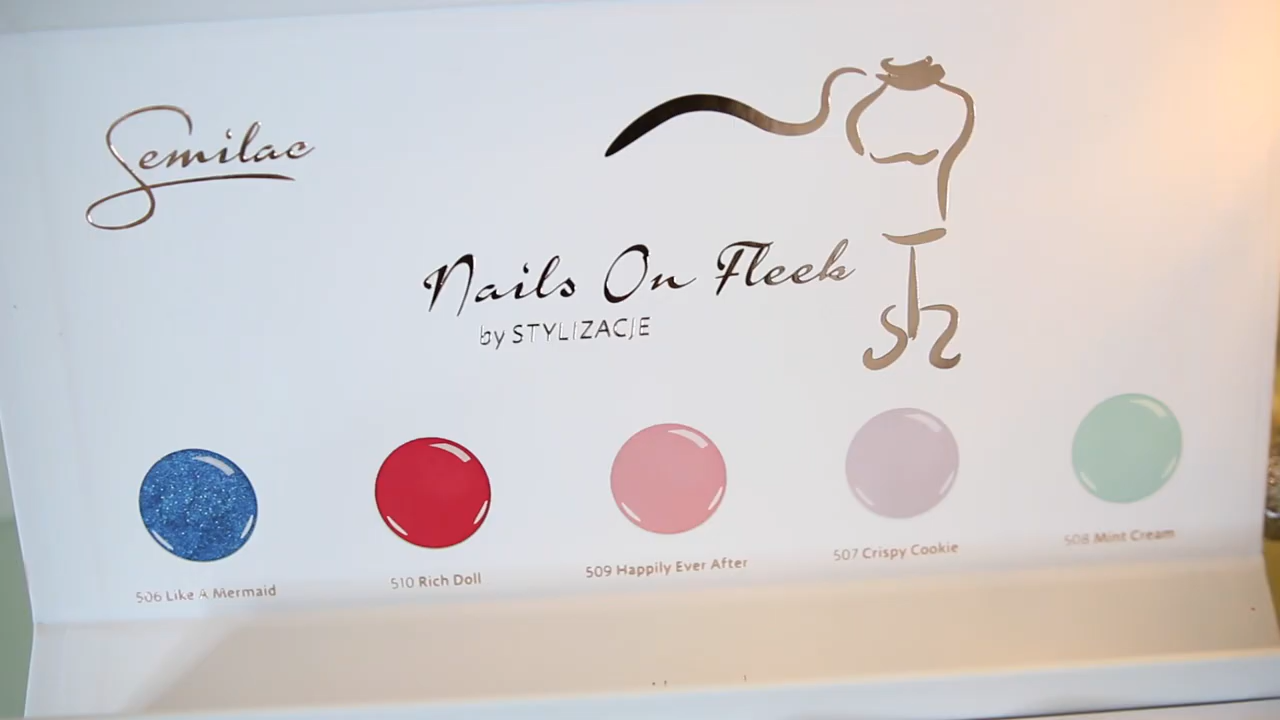 Semilac
Nails On Fleek
by STYLIZACJE
506 Like A Mermaid
510 Rich Doll
509 Happily Ever After
507 Crispy Cookie
508 Mint Cream